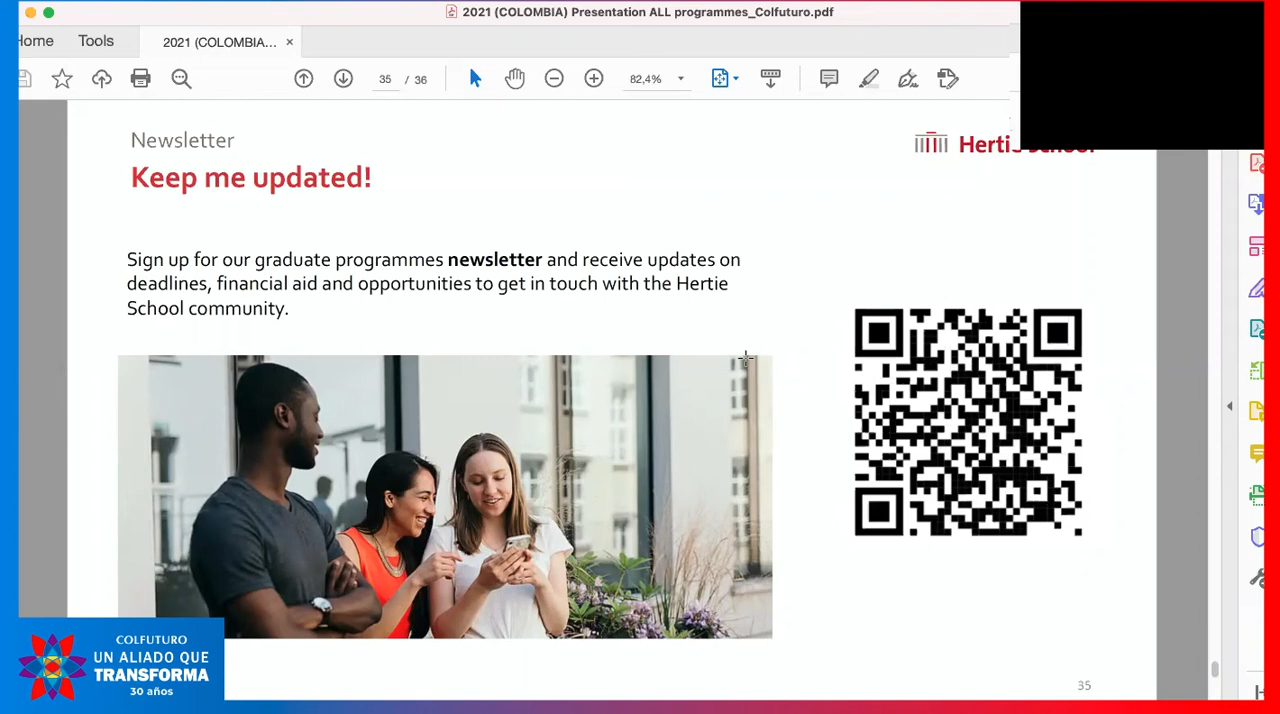 2021 (COLOMBIA) Presentation ALL programmes_Colfuturo.pdf
Home Tools 2021 (COLOMBIA... ×
35 / 36 82,4%
Newsletter
Keep me updated!
Hertie School
Sign up for our graduate programmes newsletter and receive updates on
deadlines, financial aid and opportunities to get in touch with the Hertie
School community.
COLFUTURO
UN ALIADO QUE
TRANSFORMA
30 años
35